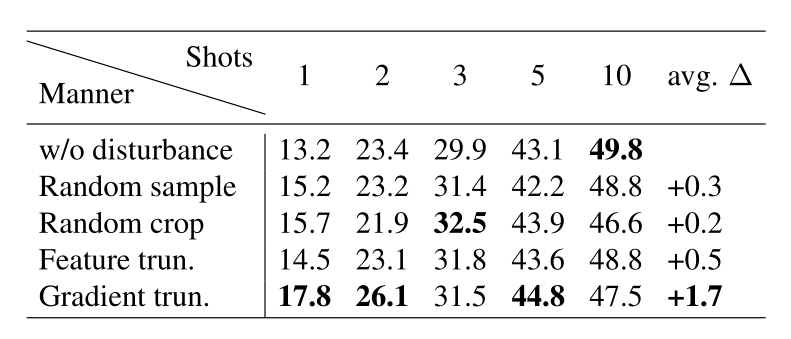 Shots
Manner 1 2 3 5 10 avg. Δ
w/o disturbance 13.2 23.4 29.9 43.1 49.8
Random sample 15.2 23.2 31.4 42.2 48.8 +0.3
Random crop 15.7 21.9 32.5 43.9 46.6 +0.2
Feature trun. 14.5 23.1 31.8 43.6 48.8 +0.5
Gradient trun. 17.8 26.1 31.5 44.8 47.5 +1.7